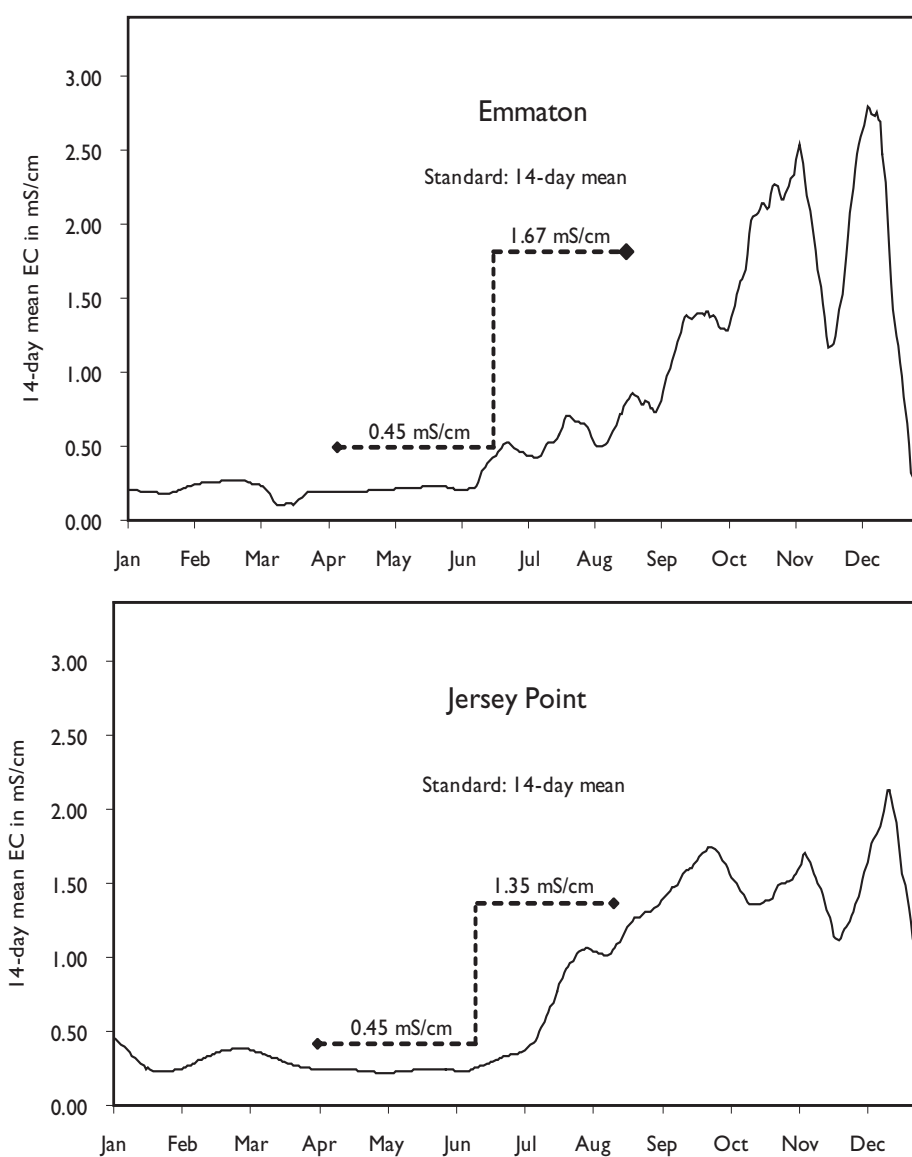 Emmaton
Standard: 14-day mean
1.67 mS/cm
0.45 mS/cm
14-day mean EC in mS/cm
3.00
2.50
2.00
1.50
1.00
0.50
0.00
Jan Feb Mar Apr May Jun Jul Aug Sep Oct Nov Dec
Jersey Point
Standard: 14-day mean
1.35 mS/cm
0.45 mS/cm
14-day mean EC in mS/cm
3.00
2.50
2.00
1.50
1.00
0.50
0.00
Jan Feb Mar Apr May Jun Jul Aug Sep Oct Nov Dec